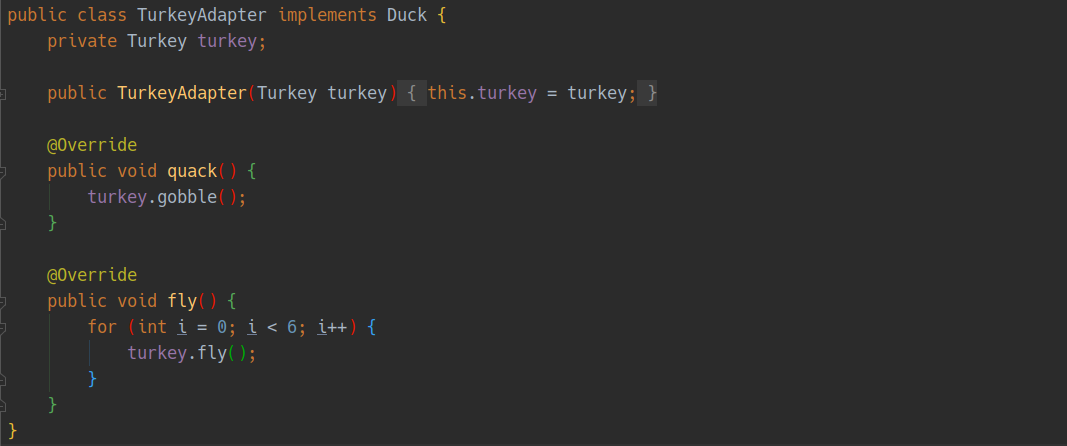 public class TurkeyAdapter implements Duck {
    private Turkey turkey;
    public TurkeyAdapter(Turkey turkey) { this.turkey = turkey; }
    @Override
    public void quack() {
        turkey.gobble();
    }
    @Override
    public void fly() {
        for (int i = 0; i < 6; i++) {
            turkey.fly();
        }
    }
}